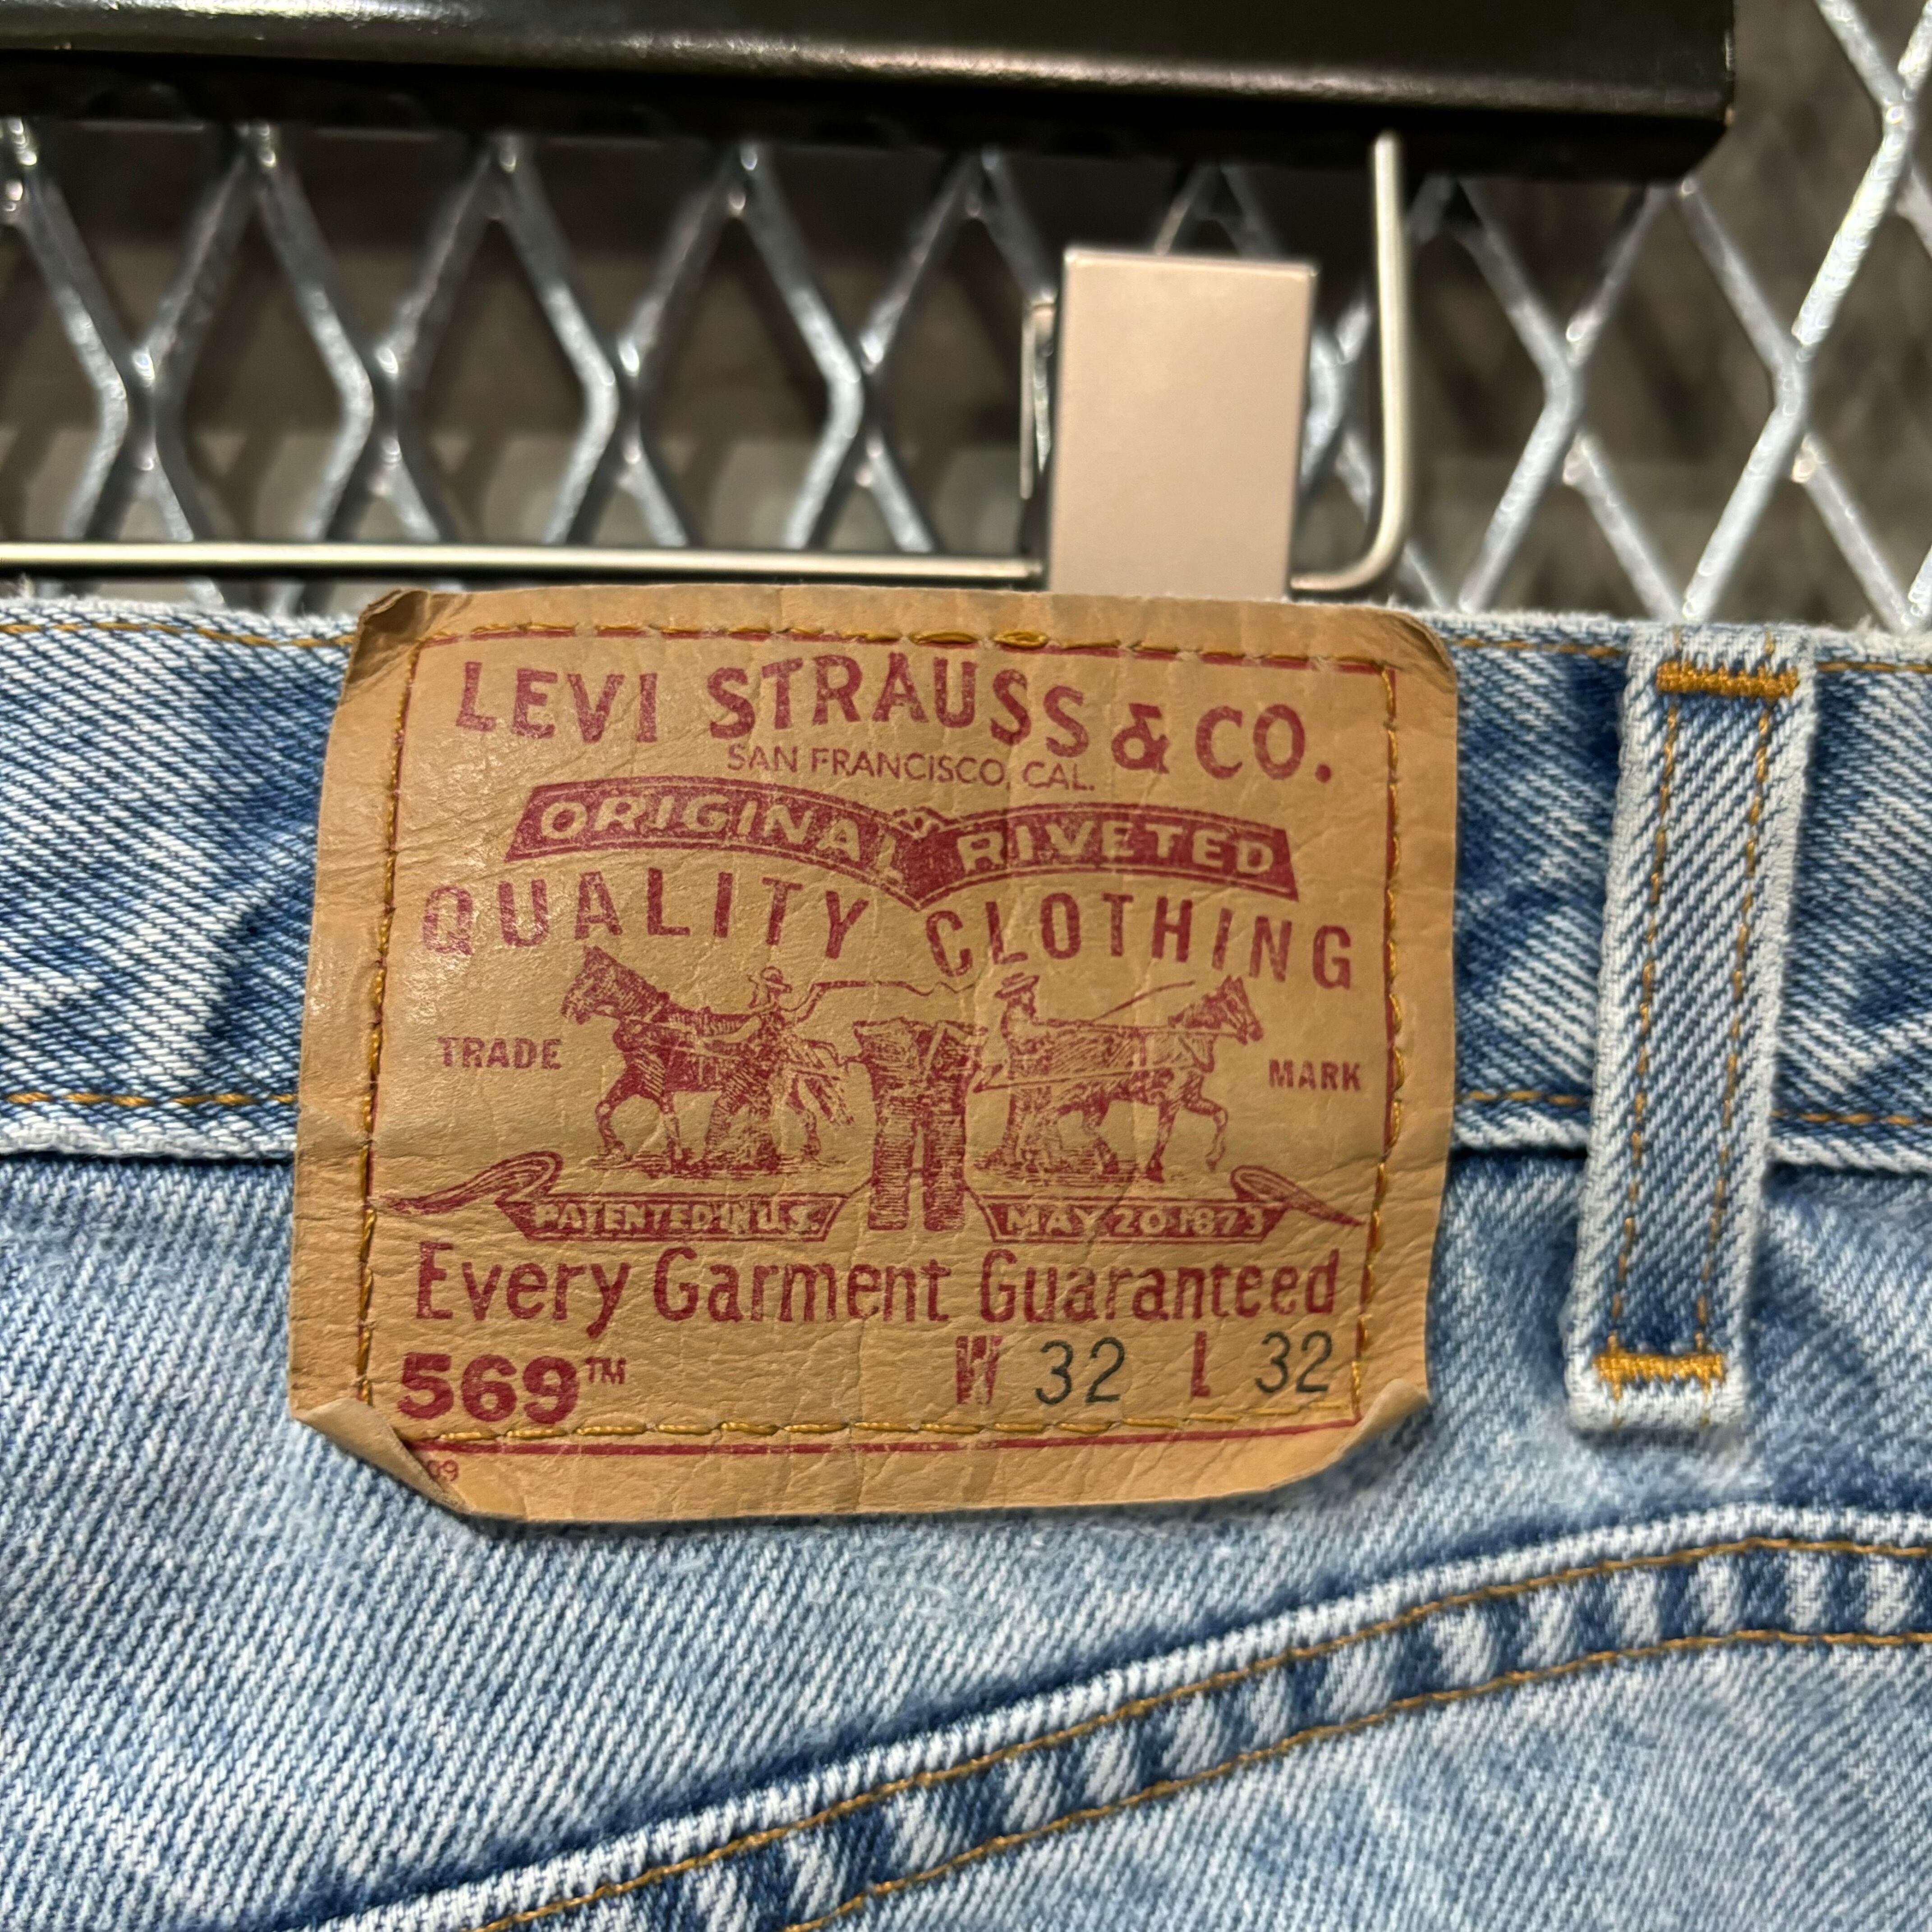 LEVI STRAUSS & CO.
SAN FRANCISCO, CAL.
ORIGINAL RIVETED
QUALITY CLOTHING
TRADE MARK
PATENTED IN U.S. MAY 20 1873
Every Garment Guaranteed
569™ W 32 L 32
09